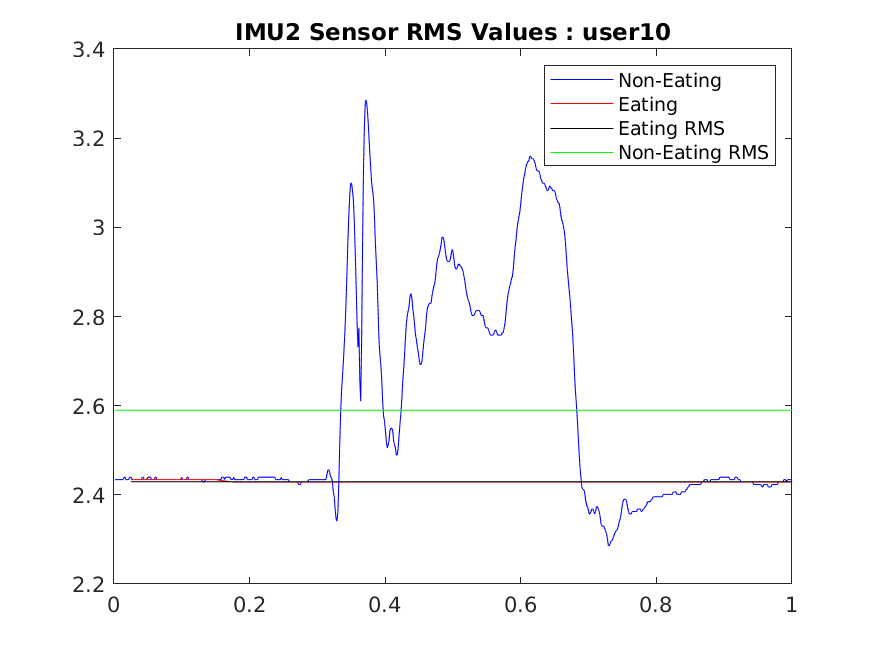 IMU2 Sensor RMS Values : user10
3.4
Non-Eating
Eating
Eating RMS
Non-Eating RMS
3.2
3
2.8
2.6
2.4
2.2
0 0.2 0.4 0.6 0.8 1